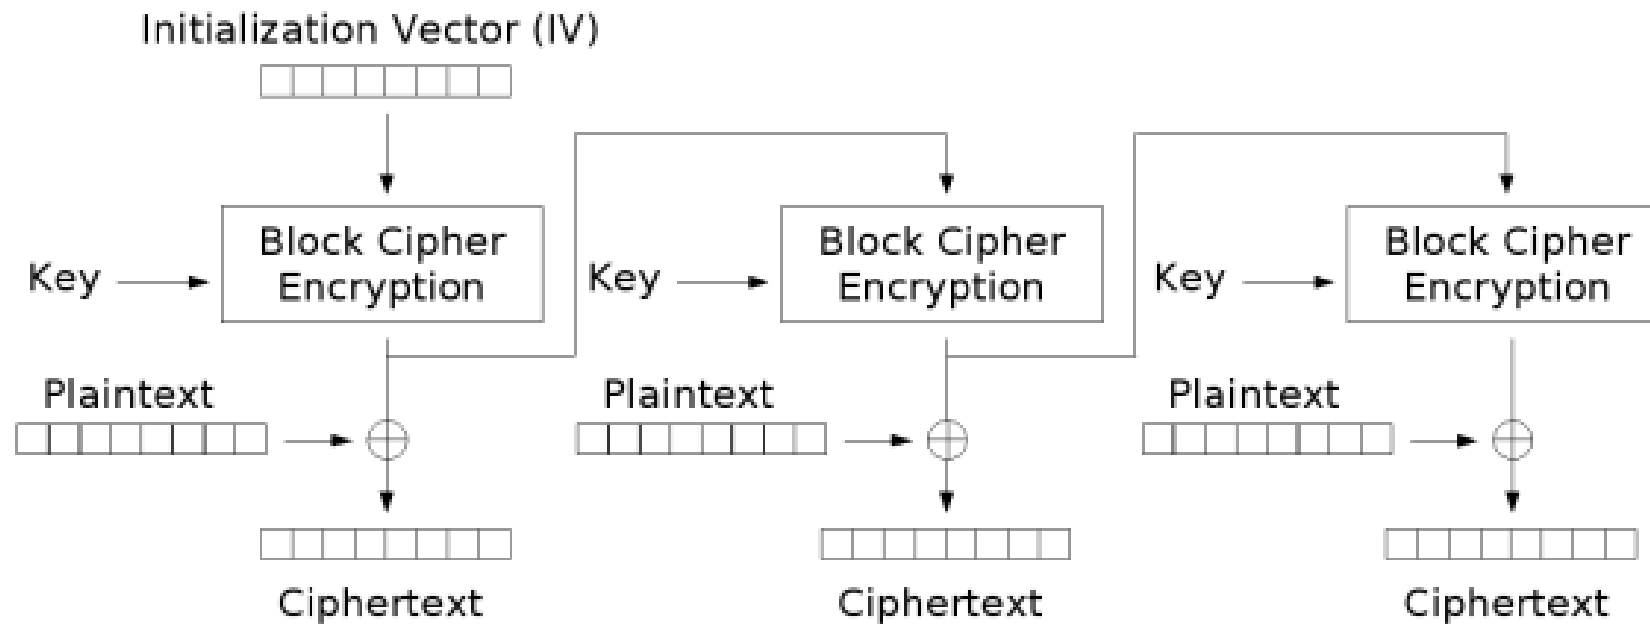 Initialization Vector (IV)
Key
Block Cipher
Encryption
Key
Block Cipher
Encryption
Key
Block Cipher
Encryption
Plaintext
Plaintext
Plaintext
Ciphertext
Ciphertext
Ciphertext